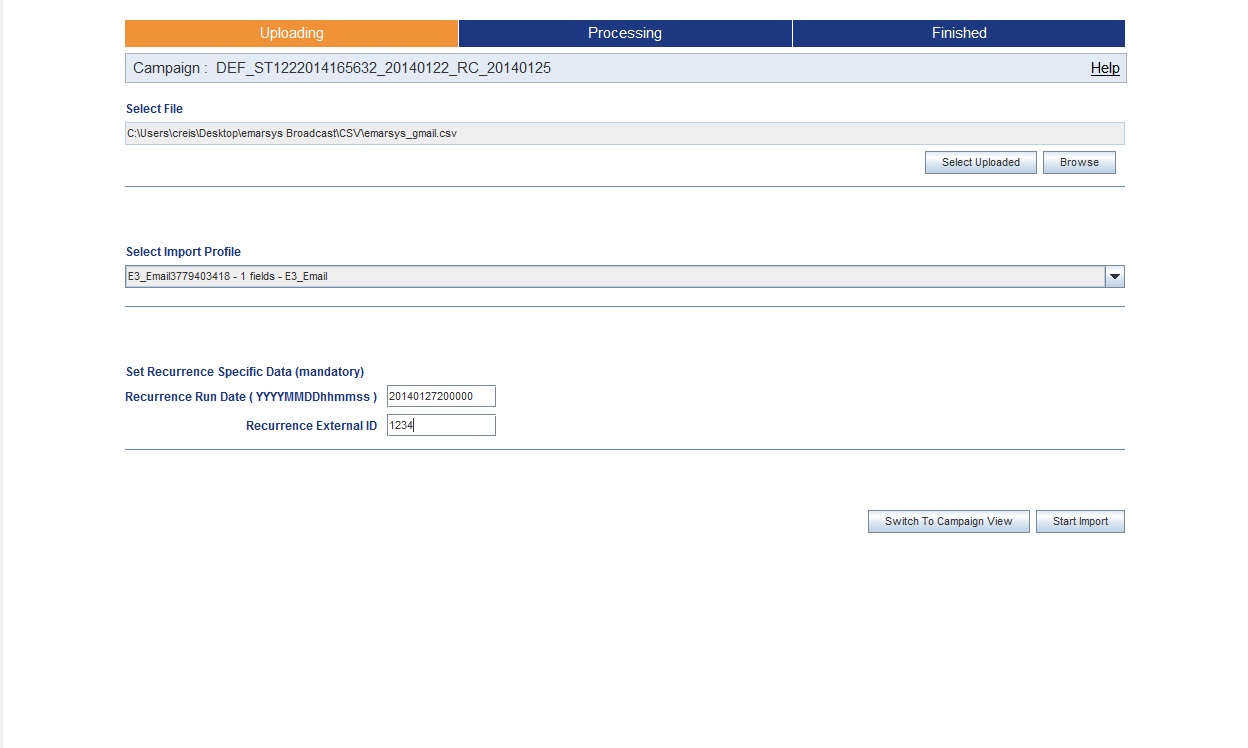 Uploading Processing Finished
Campaign : DEF_ST1222014165632_20140122_RC_20140125 Help
Select File
C:\Users\creis\Desktop\emarsys Broadcast\CSV\emarsys_gmail.csv
Select Uploaded Browse
Select Import Profile
E3_Email3779403418 - 1 fields - E3_Email
Set Recurrence Specific Data (mandatory)
Recurrence Run Date ( YYYYMMDDhhmmss ) 20140127200000
Recurrence External ID 1234
Switch To Campaign View Start Import